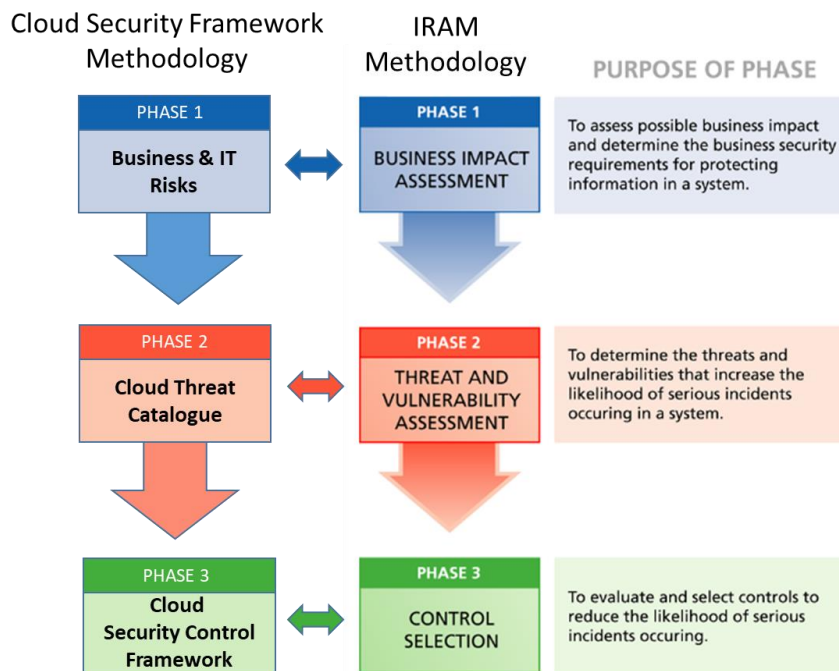 Cloud Security Framework
Methodology
IRAM
Methodology
PURPOSE OF PHASE
PHASE 1
Business & IT
Risks
PHASE 1
BUSINESS IMPACT
ASSESSMENT
To assess possible business impact
and determine the business security
requirements for protecting
information in a system.
PHASE 2
Cloud Threat
Catalogue
PHASE 2
THREAT AND
VULNERABILITY
ASSESSMENT
To determine the threats and
vulnerabilities that increase the
likelihood of serious incidents
occuring in a system.
PHASE 3
Cloud
Security Control
Framework
PHASE 3
CONTROL
SELECTION
To evaluate and select controls to
reduce the likelihood of serious
incidents occuring.